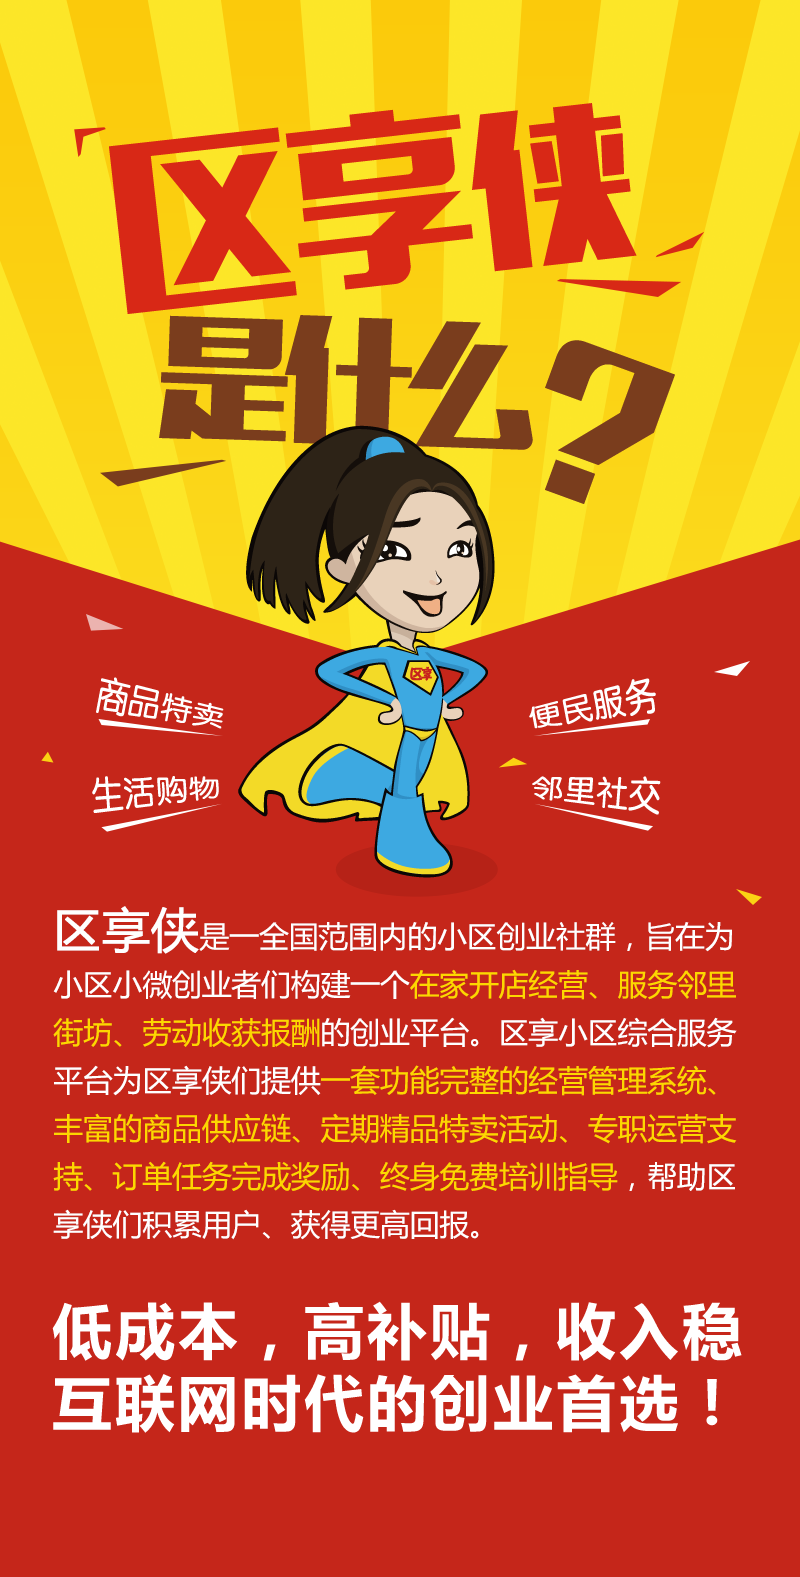 区享侠
是什么?
区享
商品特卖
便民服务
生活购物
邻里社交
区享侠是一全国范围内的小区创业社群，旨在为
小区小微创业者们构建一个在家开店经营、服务邻里
街坊、劳动收获报酬的创业平台。区享小区综合服务
平台为区享侠们提供一套功能完整的经营管理系统、
丰富的商品供应链、定期精品特卖活动、专职运营支
持、订单任务完成奖励、终身免费培训指导，帮助区
享侠们积累用户、获得更高回报。
低成本，高补贴，收入稳
互联网时代的创业首选！